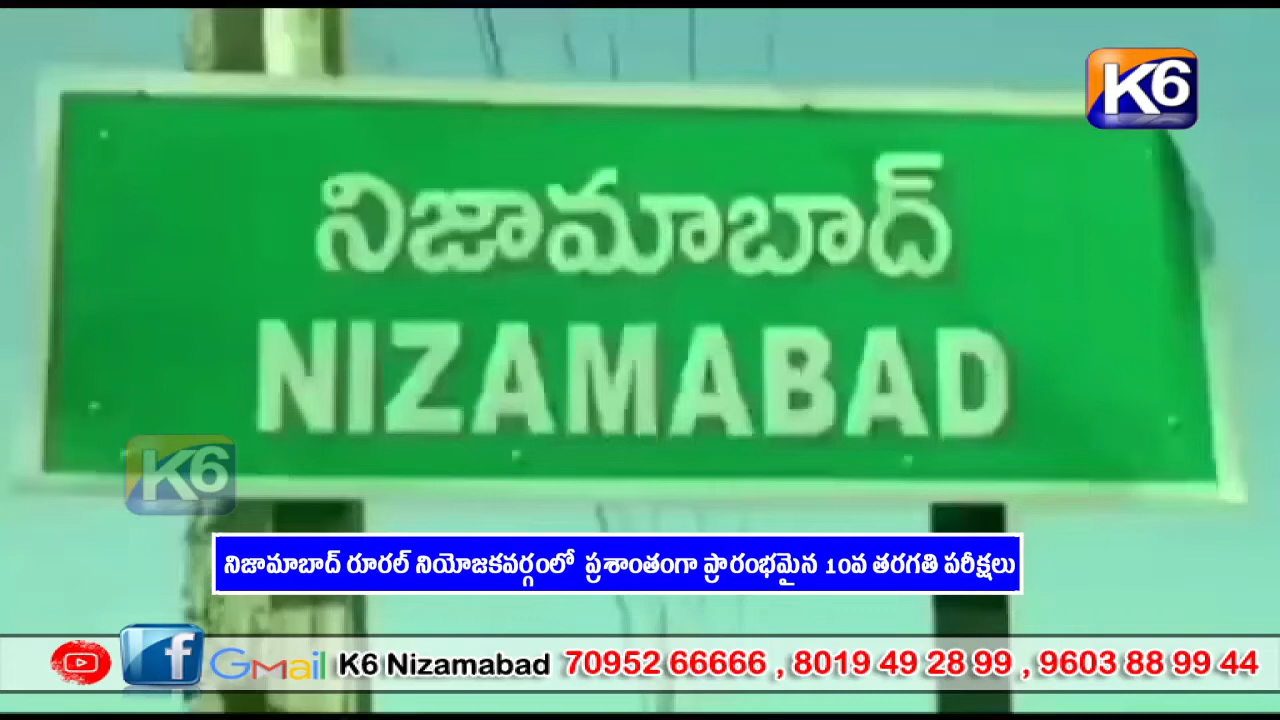 K6
నిజామాబాద్
NIZAMABAD
K6
నిజామాబాద్ రూరల్ నియోజకవర్గంలో ప్రశాంతంగా ప్రారంభమైన 10వ తరగతి పరీక్షలు
f Gmail K6 Nizamabad 70952 66666 , 8019 49 28 99 , 9603 88 99 44